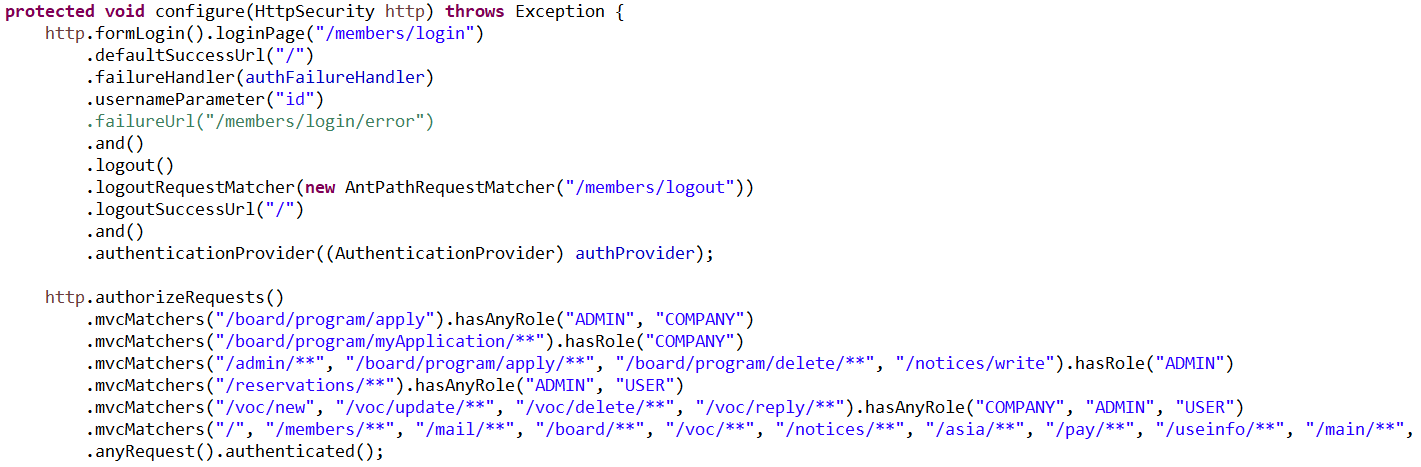 protected void configure(HttpSecurity http) throws Exception {
    http.formLogin().loginPage("/members/login")
        .defaultSuccessUrl("/")
        .failureHandler(authFailureHandler)
        .usernameParameter("id")
        .failureUrl("/members/login/error")
        .and()
        .logout()
        .logoutRequestMatcher(new AntPathRequestMatcher("/members/logout"))
        .logoutSuccessUrl("/")
        .and()
        .authenticationProvider((AuthenticationProvider) authProvider);

    http.authorizeRequests()
        .mvcMatchers("/board/program/apply").hasAnyRole("ADMIN", "COMPANY")
        .mvcMatchers("/board/program/myApplication/**").hasRole("COMPANY")
        .mvcMatchers("/admin/**", "/board/program/apply/**", "/board/program/delete/**", "/notices/write").hasRole("ADMIN")
        .mvcMatchers("/reservations/**").hasAnyRole("ADMIN", "USER")
        .mvcMatchers("/voc/new", "/voc/update/**", "/voc/delete/**", "/voc/reply/**").hasAnyRole("COMPANY", "ADMIN", "USER")
        .mvcMatchers("/", "/members/**", "/mail/**", "/board/**", "/voc/**", "/notices/**", "/asia/**", "/pay/**", "/useinfo/**", "/main/**",
        .anyRequest().authenticated();